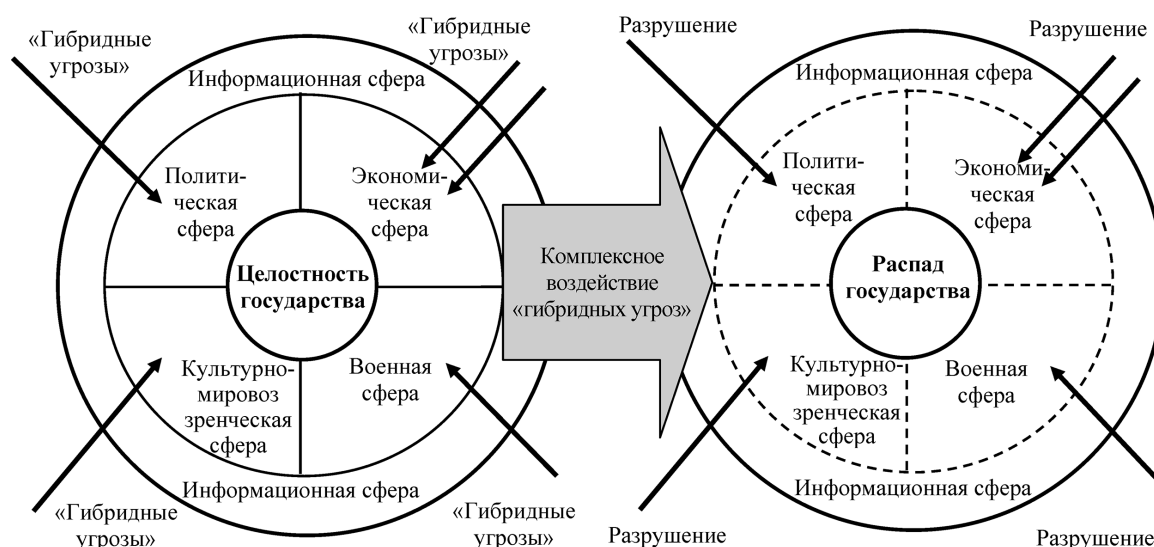 «Гибридные
угрозы»
«Гибридные
угрозы»
Информационная сфера
Полити-
ческая
сфера
Экономи-
ческая
сфера
Целостность
государства
Культурно-
мировоз
зренческая
сфера
Военная
сфера
Информационная сфера
«Гибридные
угрозы»
«Гибридные
угрозы»
Комплексное
воздействие
«гибридных угроз»
Разрушение
Разрушение
Информационная сфера
Полити-
ческая
сфера
Экономи-
ческая
сфера
Распад
государства
Культурно-
мировоз
зренческая
сфера
Военная
сфера
Информационная сфера
Разрушение
Разрушение